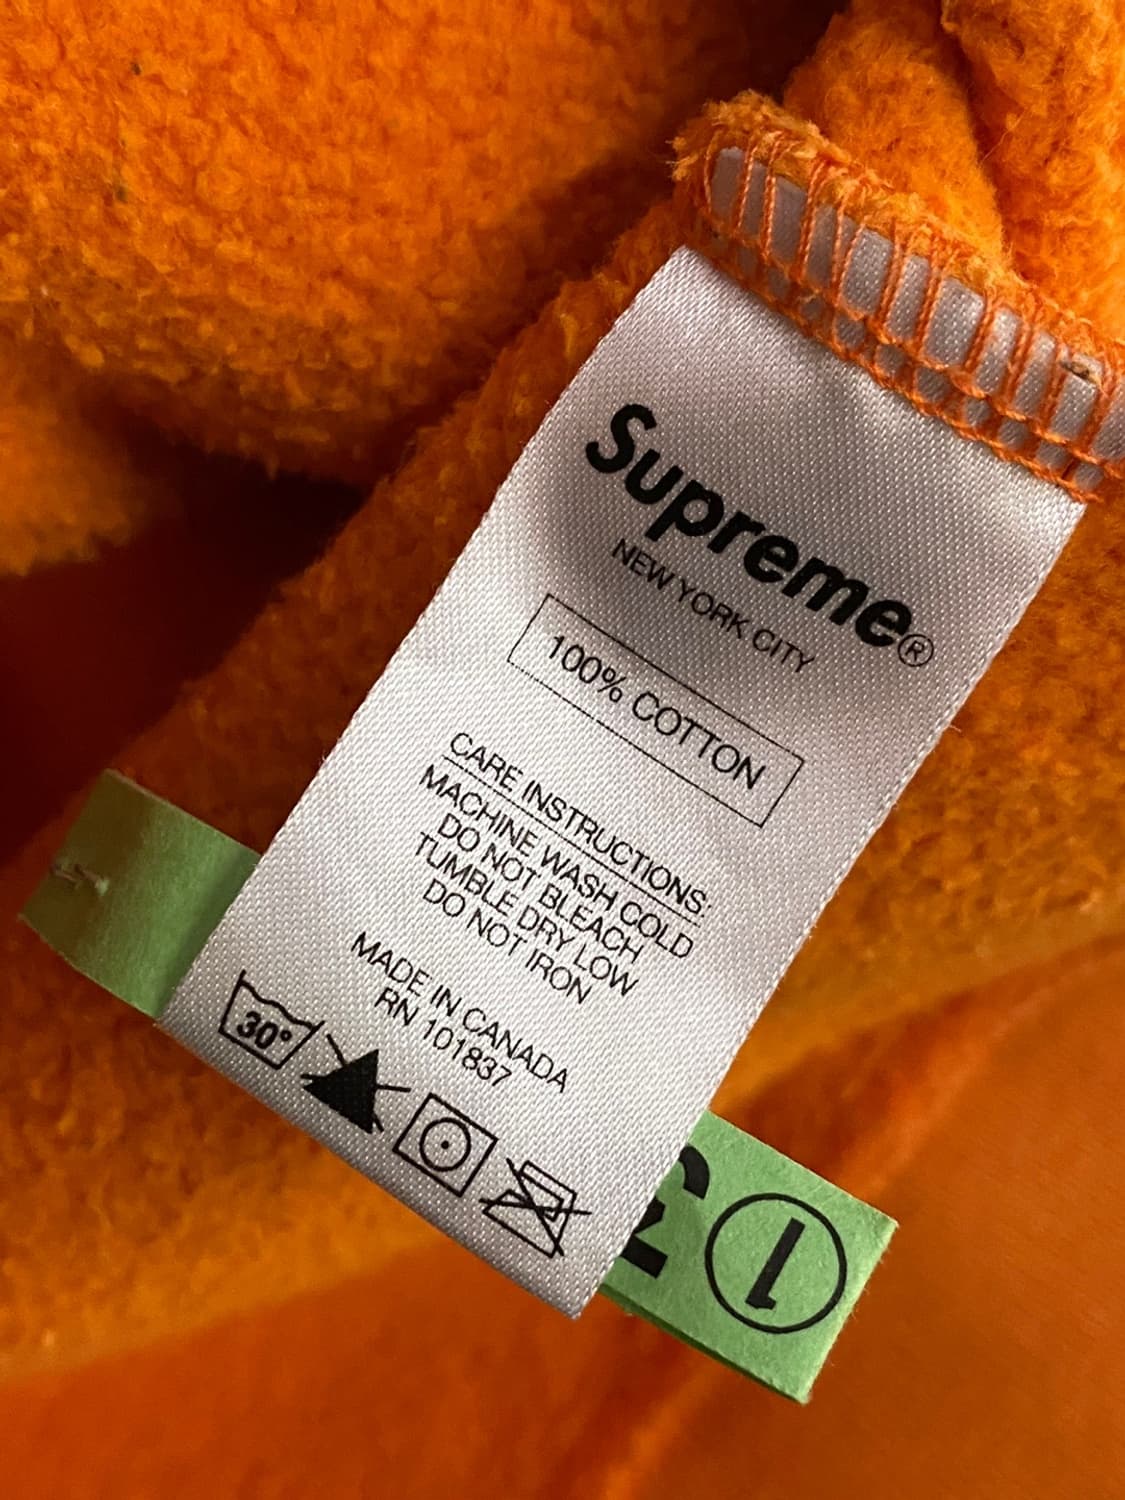 Supreme®
NEW YORK CITY
100% COTTON
CARE INSTRUCTIONS:
MACHINE WASH COLD
DO NOT BLEACH
TUMBLE DRY LOW
DO NOT IRON
MADE IN CANADA
RN 101837
30°
1